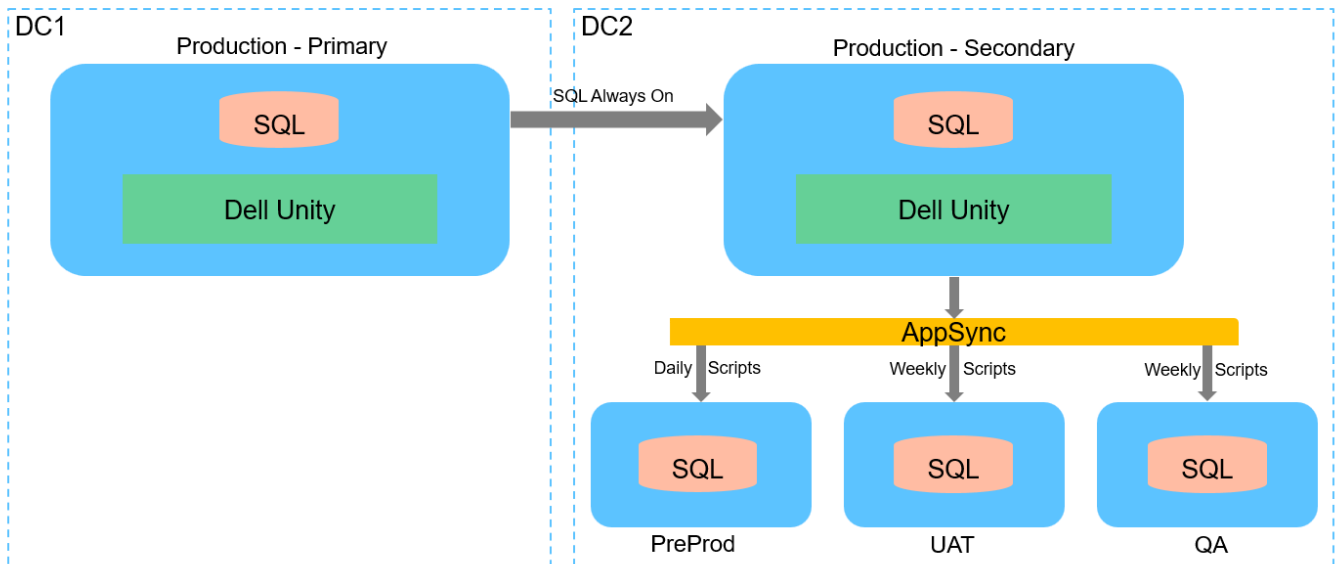 DC1
Production - Primary
SQL
Dell Unity
SQL Always On
DC2
Production - Secondary
SQL
Dell Unity
AppSync
Daily Scripts
Weekly Scripts
Weekly Scripts
SQL
SQL
SQL
PreProd
UAT
QA